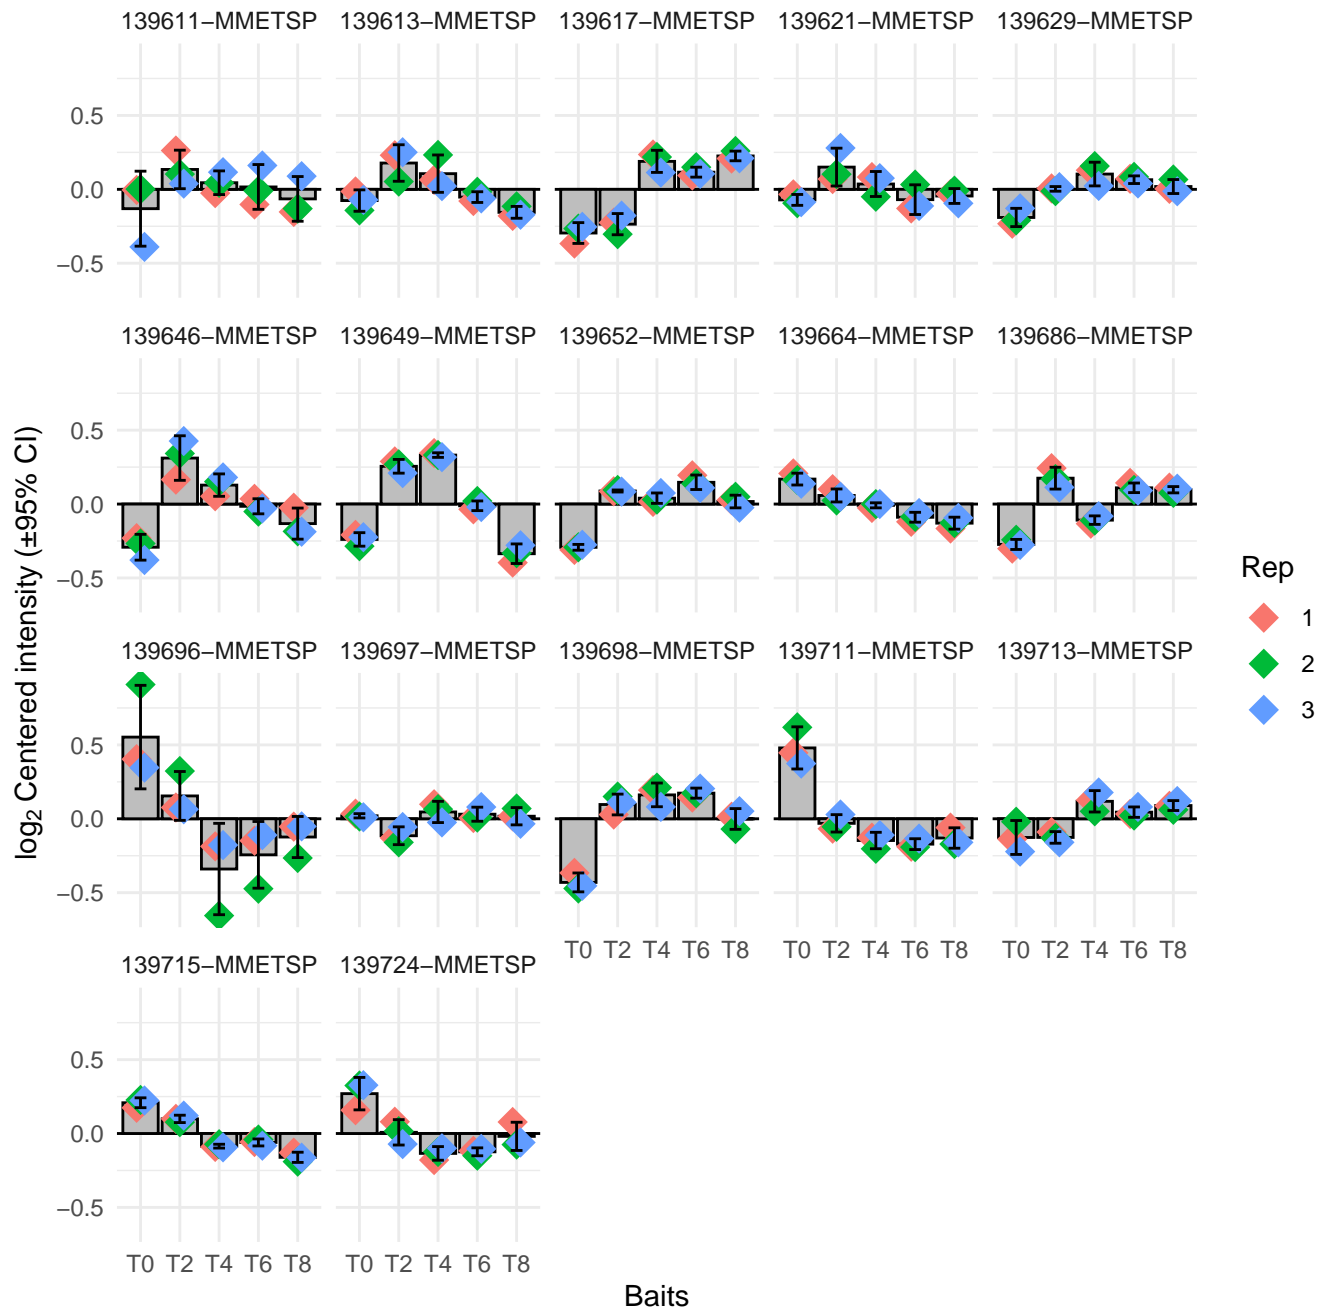 139611−MMETSP 139613−MMETSP 139617−MMETSP 139621−MMETSP 139629−MMETSP
0.5
0.0
−0.5
139646−MMETSP 139649−MMETSP 139652−MMETSP 139664−MMETSP 139686−MMETSP
0.5
0.0
−0.5
139696−MMETSP 139697−MMETSP 139698−MMETSP 139711−MMETSP 139713−MMETSP
0.5
0.0
−0.5
T0 T2 T4 T6 T8 T0 T2 T4 T6 T8 T0 T2 T4 T6 T8
139715−MMETSP 139724−MMETSP
0.5
0.0
−0.5
T0 T2 T4 T6 T8 T0 T2 T4 T6 T8
Baits
log2 Centered intensity (±95% CI)
Rep
1
2
3